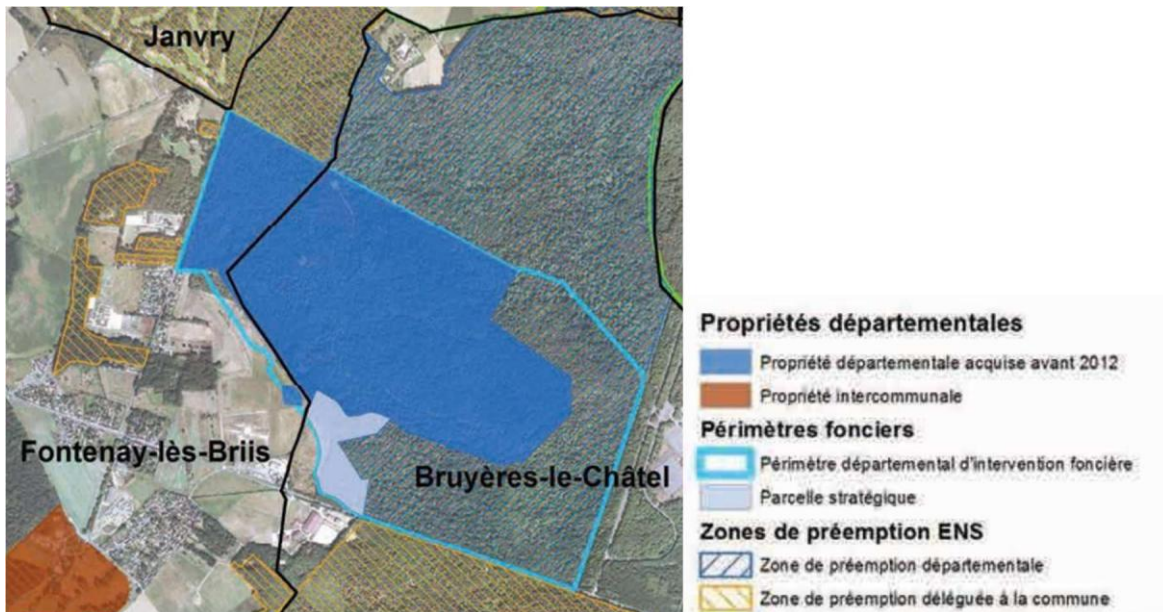 Janvry
Fontenay-lès-Briis
Bruyères-le-Châtel
Propriétés départementales
Propriété départementale acquise avant 2012
Propriété intercommunale
Périmètres fonciers
Périmètre départemental d'intervention foncière
Parcelle stratégique
Zones de préemption ENS
Zone de préemption départementale
Zone de préemption déléguée à la commune